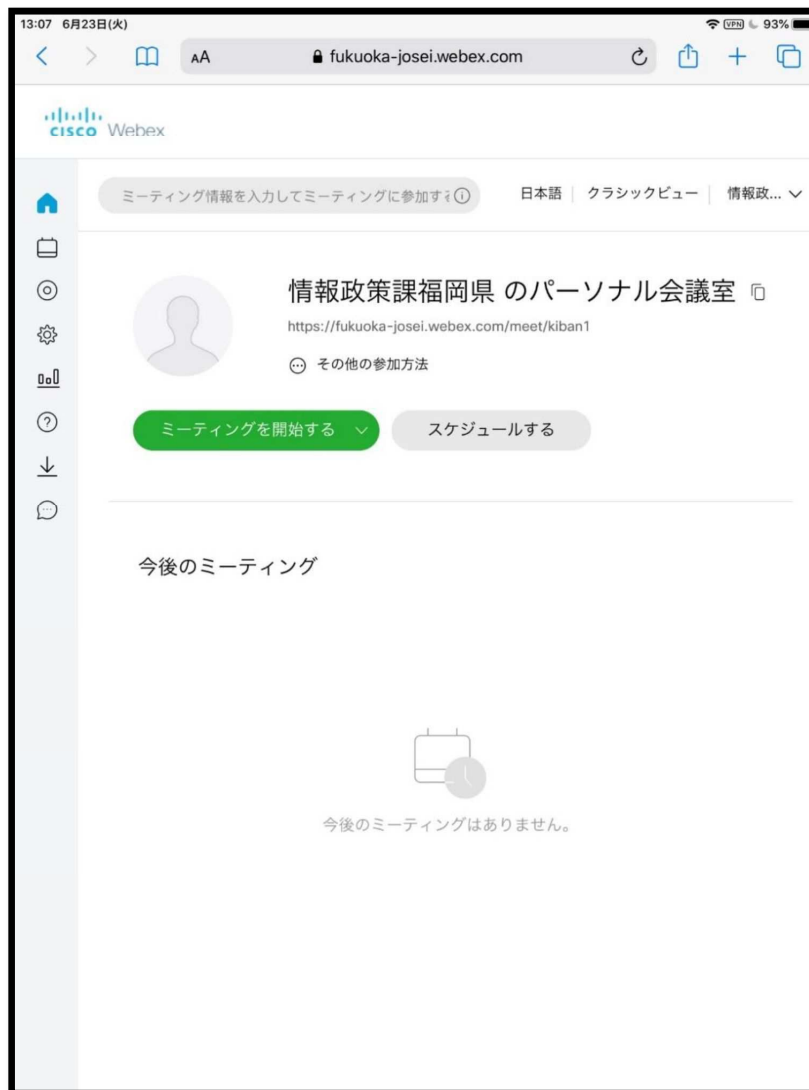 13:07 6月23日(火)
VPN 93%
AA fukuoka-josei.webex.com
cisco Webex
ミーティング情報を入力してミーティングに参加する
日本語 クラシックビュー 情報政...
情報政策課福岡県 のパーソナル会議室
https://fukuoka-josei.webex.com/meet/kiban1
その他の参加方法
ミーティングを開始する スケジュールする
今後のミーティング
今後のミーティングはありません。